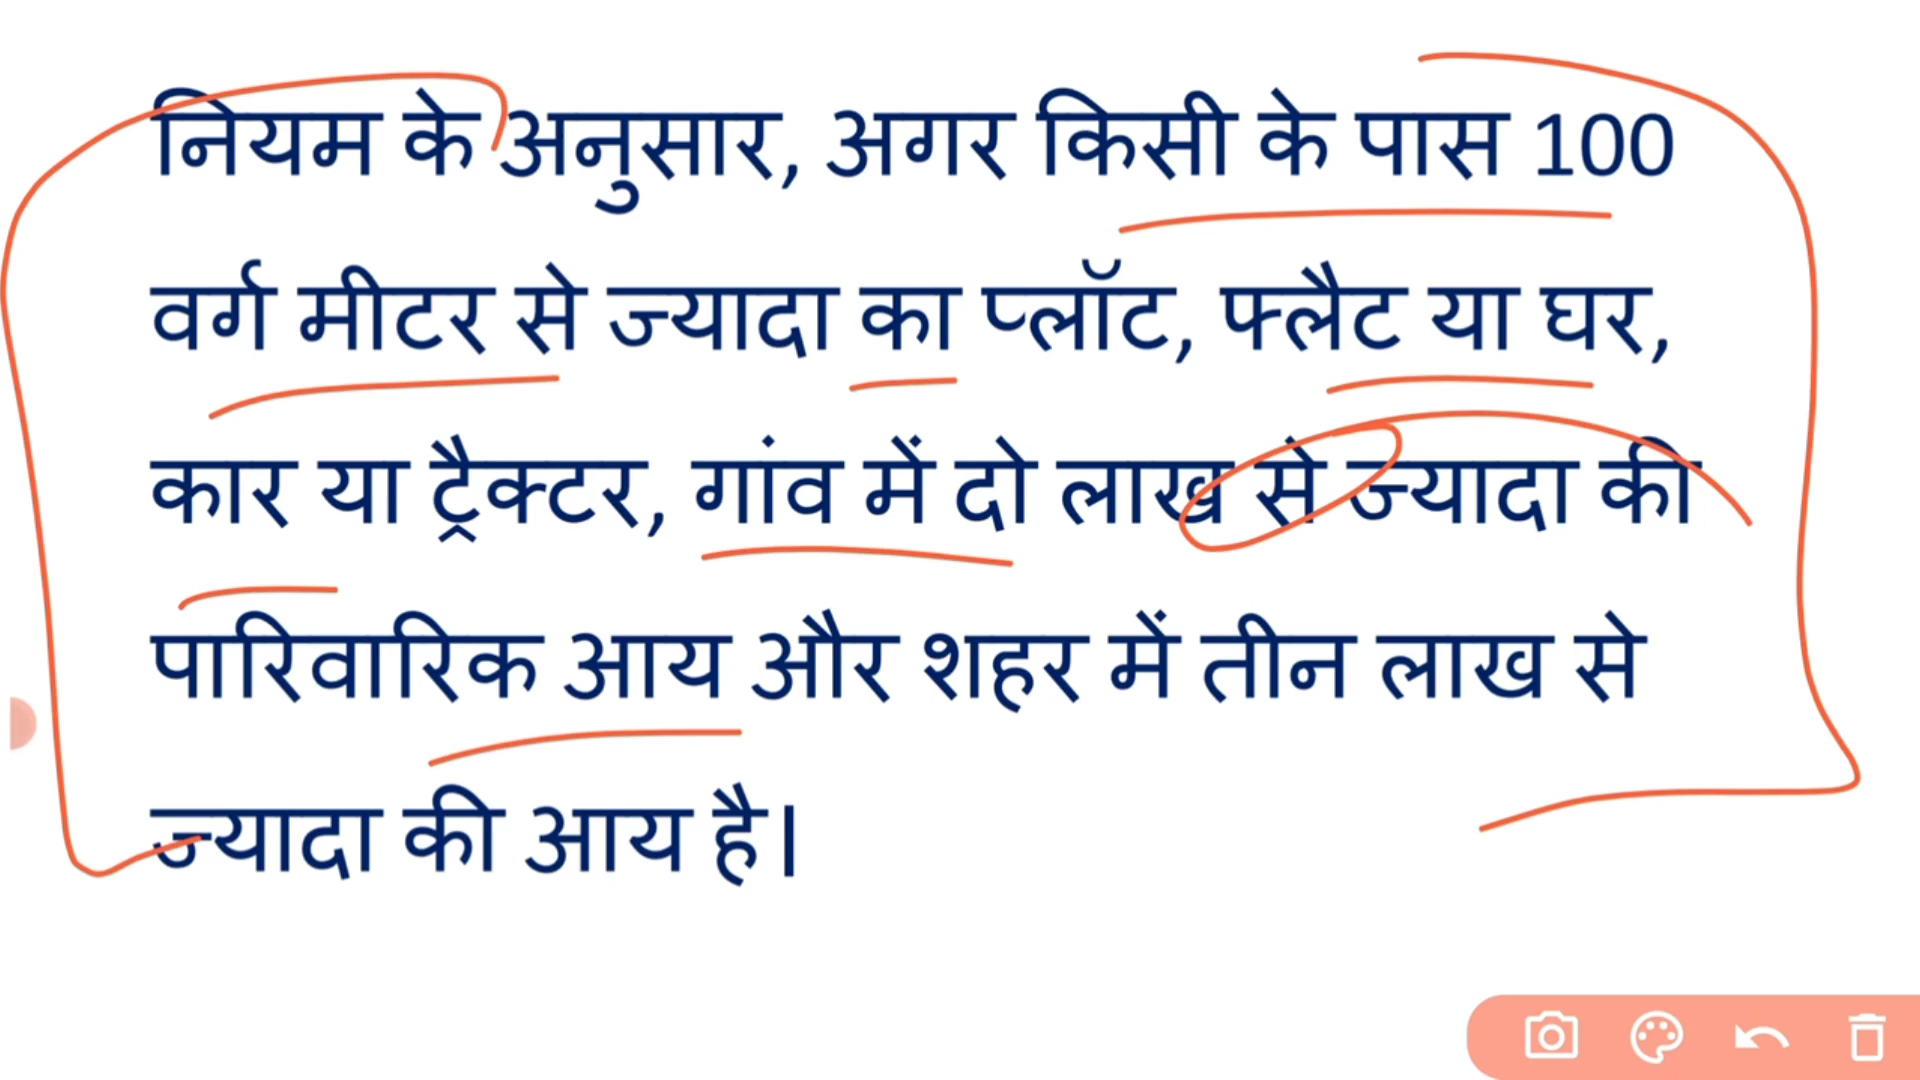 नियम के अनुसार, अगर किसी के पास 100
वर्ग मीटर से ज्यादा का प्लॉट, फ्लैट या घर,
कार या ट्रैक्टर, गांव में दो लाख से ज्यादा की
पारिवारिक आय और शहर में तीन लाख से
ज्यादा की आय है।